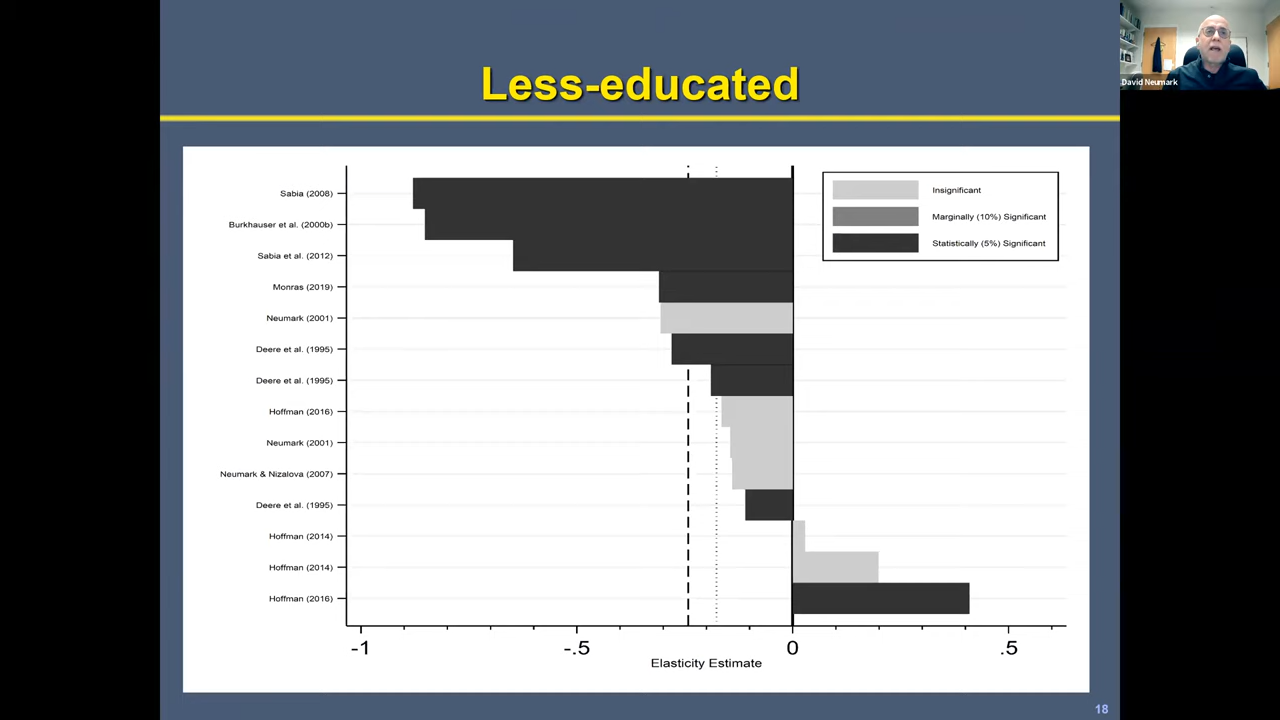 Less-educated
David Neumark
Sabia (2008)
Burkhauser et al. (2000b)
Sabia et al. (2012)
Monras (2019)
Neumark (2001)
Deere et al. (1995)
Deere et al. (1995)
Hoffman (2016)
Neumark (2001)
Neumark & Nizalova (2007)
Deere et al. (1995)
Hoffman (2014)
Hoffman (2014)
Hoffman (2016)
Insignificant
Marginally (10%) Significant
Statistically (5%) Significant
-1 -.5 0 .5
Elasticity Estimate
18